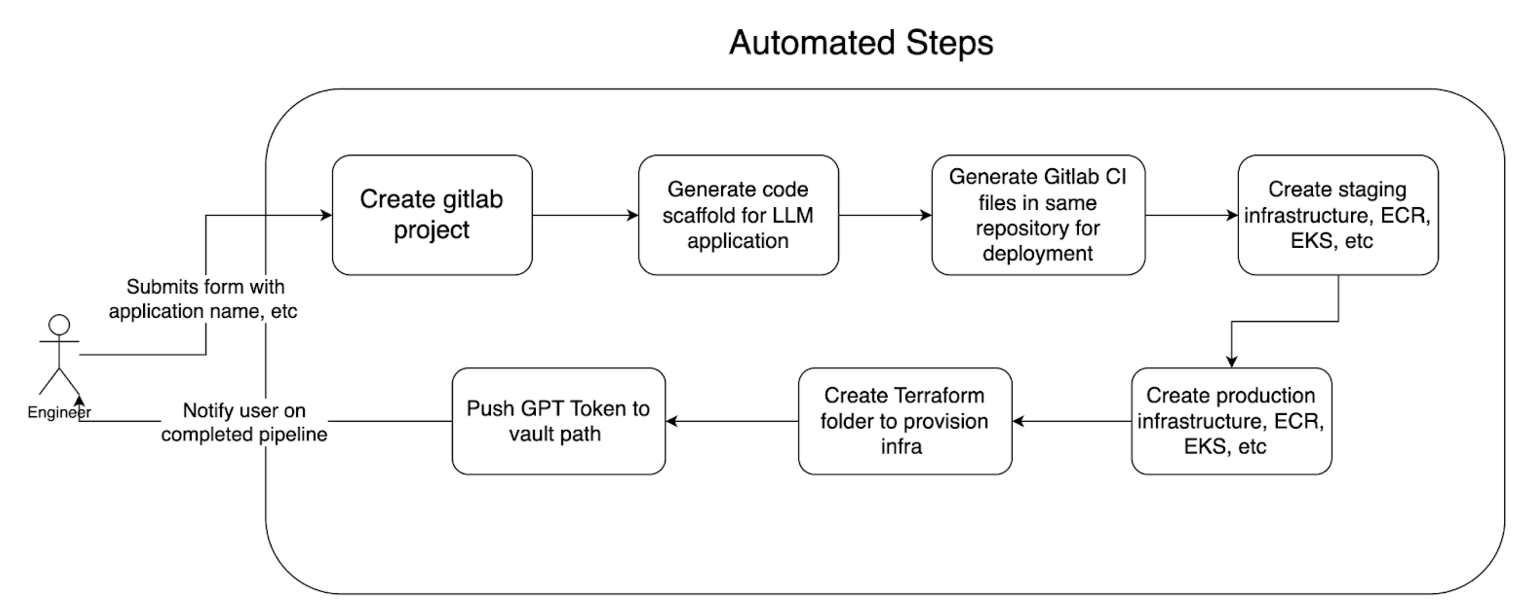 Automated Steps
Create gitlab
project
Generate code
scaffold for LLM
application
Generate Gitlab CI
files in same
repository for
deployment
Create staging
infrastructure, ECR,
EKS, etc
Submits form with
application name, etc
Engineer
Notify user on
completed pipeline
Push GPT Token to
vault path
Create Terraform
folder to provision
infra
Create production
infrastructure, ECR,
EKS, etc